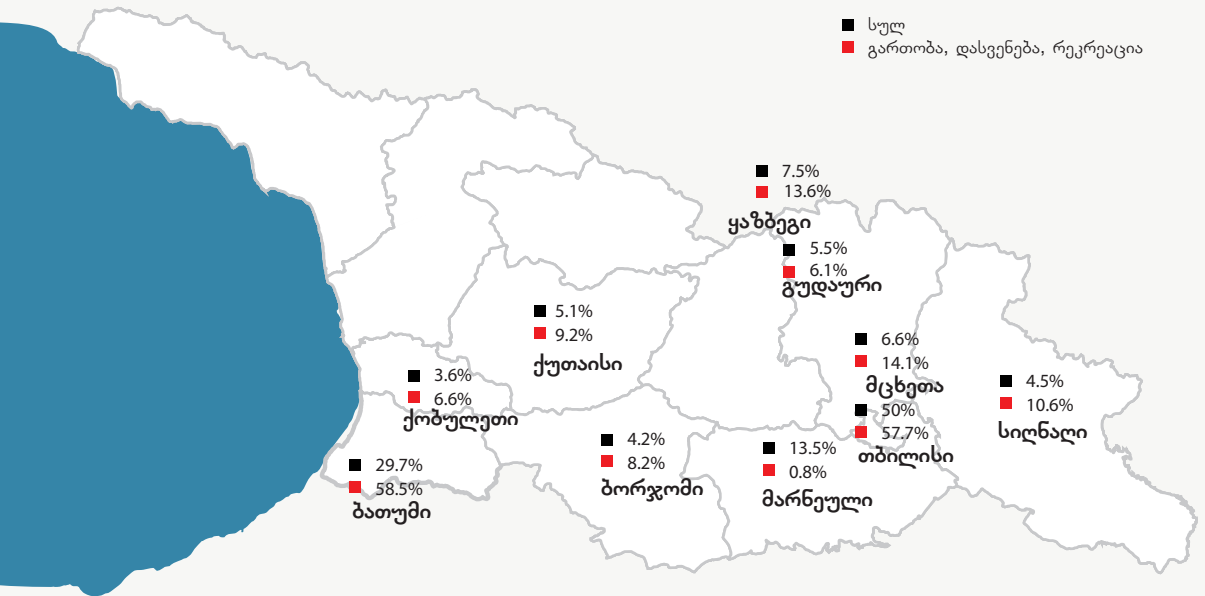 სულ
გართობა, დასვენება, რეკრეაცია
7.5%
13.6%
ყაზბეგი
5.5%
6.1%
გუდაური
5.1%
9.2%
ქუთაისი
6.6%
14.1%
მცხეთა
3.6%
6.6%
ქობულეთი
50%
57.7%
თბილისი
4.5%
10.6%
სიღნაღი
4.2%
8.2%
ბორჯომი
13.5%
0.8%
მარნეული
29.7%
58.5%
ბათუმი